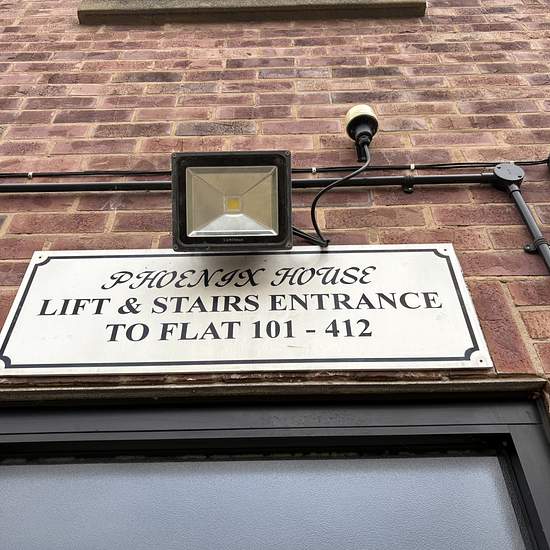 PHOENIX HOUSE
LIFT & STAIRS ENTRANCE
TO FLAT 101 - 412